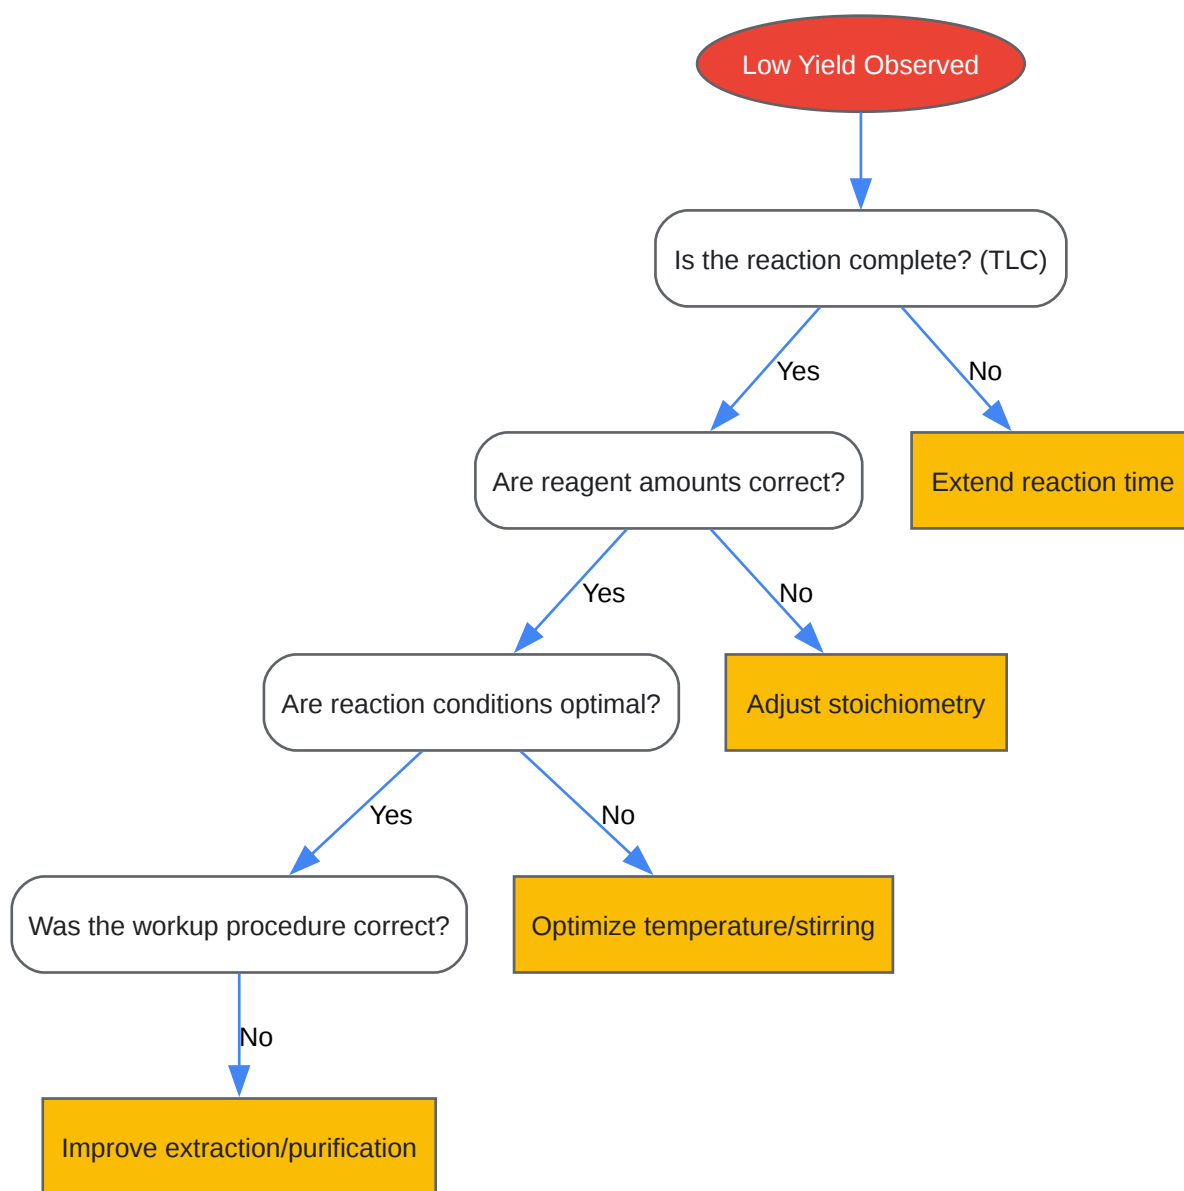 Low Yield Observed
Is the reaction complete? (TLC)
Yes
No
Are reagent amounts correct?
Extend reaction time
Yes
No
Are reaction conditions optimal?
Adjust stoichiometry
Yes
No
Was the workup procedure correct?
Optimize temperature/stirring
No
Improve extraction/purification